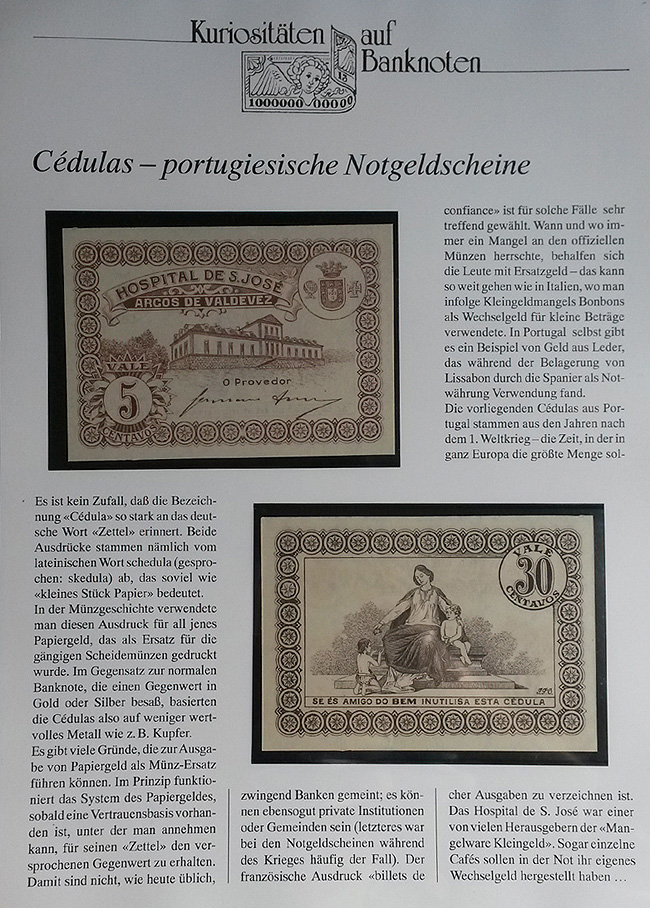 Kuriositäten auf
Banknoten
15
1000000 00000
Cédulas – portugiesische Notgeldscheine
HOSPITAL DE S. JOSÉ
ARCOS DE VALDEVEZ
VALE
5
CENTAVOS
O Provedor
Es ist kein Zufall, daß die Bezeich-
nung «Cédula» so stark an das deut-
sche Wort «Zettel» erinnert. Beide
Ausdrücke stammen nämlich vom
lateinischen Wort schedula (gespro-
chen: skedula) ab, das soviel wie
«kleines Stück Papier» bedeutet.
In der Münzgeschichte verwendete
man diesen Ausdruck für all jenes
Papiergeld, das als Ersatz für die
gängigen Scheidemünzen gedruckt
wurde. Im Gegensatz zur normalen
Banknote, die einen Gegenwert in
Gold oder Silber besaß, basierten
die Cédulas also auf weniger wert-
volles Metall wie z. B. Kupfer.
Es gibt viele Gründe, die zur Ausga-
be von Papiergeld als Münz-Ersatz
führen können. Im Prinzip funktio-
niert das System des Papiergeldes,
sobald eine Vertrauensbasis vorhan-
den ist, unter der man annehmen
kann, für seinen «Zettel» den ver-
sprochenen Gegenwert zu erhalten.
Damit sind nicht, wie heute üblich,
zwingend Banken gemeint; es kön-
nen ebensogut private Institutionen
oder Gemeinden sein (letzteres war
bei den Notgeldscheinen während
des Krieges häufig der Fall). Der
französische Ausdruck «billets de
confiance» ist für solche Fälle sehr
treffend gewählt. Wann und wo im-
mer ein Mangel an den offiziellen
Münzen herrschte, behalfen sich
die Leute mit Ersatzgeld – das kann
so weit gehen wie in Italien, wo man
infolge Kleingeldmangels Bonbons
als Wechselgeld für kleine Beträge
verwendete. In Portugal selbst gibt
es ein Beispiel von Geld aus Leder,
das während der Belagerung von
Lissabon durch die Spanier als Not-
währung Verwendung fand.
Die vorliegenden Cédulas aus Por-
tugal stammen aus den Jahren nach
dem 1. Weltkrieg – die Zeit, in der in
ganz Europa die größte Menge sol-
cher Ausgaben zu verzeichnen ist.
Das Hospital de S. José war einer
von vielen Herausgebern der «Man-
gelware Kleingeld». Sogar einzelne
Cafés sollen in der Not ihr eigenes
Wechselgeld hergestellt haben ...
VALE
30
CENTAVOS
SE ÉS AMIGO DO BEM INUTILISA ESTA CÉDULA